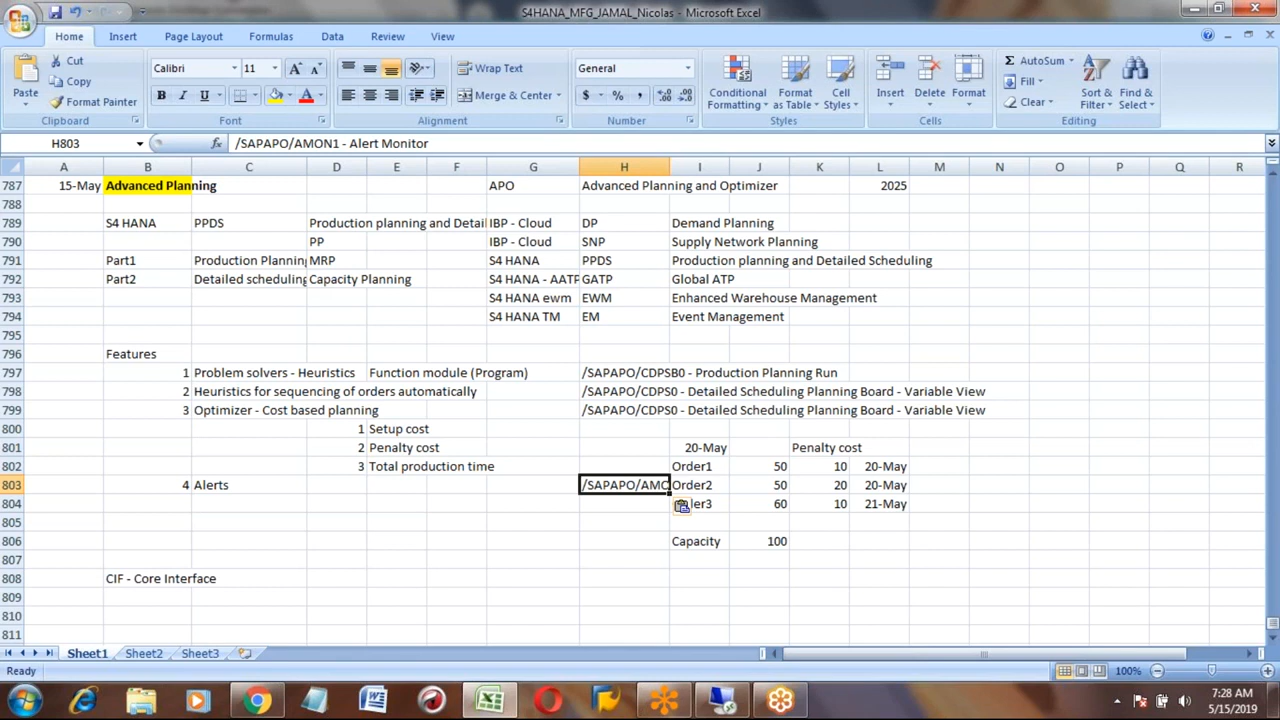 S4HANA_MFG_JAMAL_Nicolas - Microsoft Excel
Home Insert Page Layout Formulas Data Review View
Paste Cut Copy Format Painter Clipboard
Calibri 11 A A B I U A Font
Wrap Text Merge & Center Alignment
General $ % , Number
Conditional Formatting Format as Table Cell Styles Styles
Insert Delete Format Cells
Σ AutoSum Fill Clear Sort & Filter Find & Select Editing
H803 fx /SAPAPO/AMON1 - Alert Monitor
A B C D E F G H I J K L M N O P Q R
787 15-May Advanced Planning APO Advanced Planning and Optimizer 2025
788
789 S4 HANA PPDS Production planning and Detail IBP - Cloud DP Demand Planning
790 PP IBP - Cloud SNP Supply Network Planning
791 Part1 Production Planning MRP S4 HANA PPDS Production planning and Detailed Scheduling
792 Part2 Detailed scheduling Capacity Planning S4 HANA - AATP GATP Global ATP
793 S4 HANA ewm EWM Enhanced Warehouse Management
794 S4 HANA TM EM Event Management
795
796 Features
797 1 Problem solvers - Heuristics Function module (Program) /SAPAPO/CDPSB0 - Production Planning Run
798 2 Heuristics for sequencing of orders automatically /SAPAPO/CDPS0 - Detailed Scheduling Planning Board - Variable View
799 3 Optimizer - Cost based planning /SAPAPO/CDPS0 - Detailed Scheduling Planning Board - Variable View
800 1 Setup cost
801 2 Penalty cost 20-May Penalty cost
802 3 Total production time Order1 50 10 20-May
803 4 Alerts /SAPAPO/AMO Order2 50 20 20-May
804 ler3 60 10 21-May
805
806 Capacity 100
807
808 CIF - Core Interface
809
810
811
Sheet1 Sheet2 Sheet3
Ready 100%
7:28 AM
5/15/2019